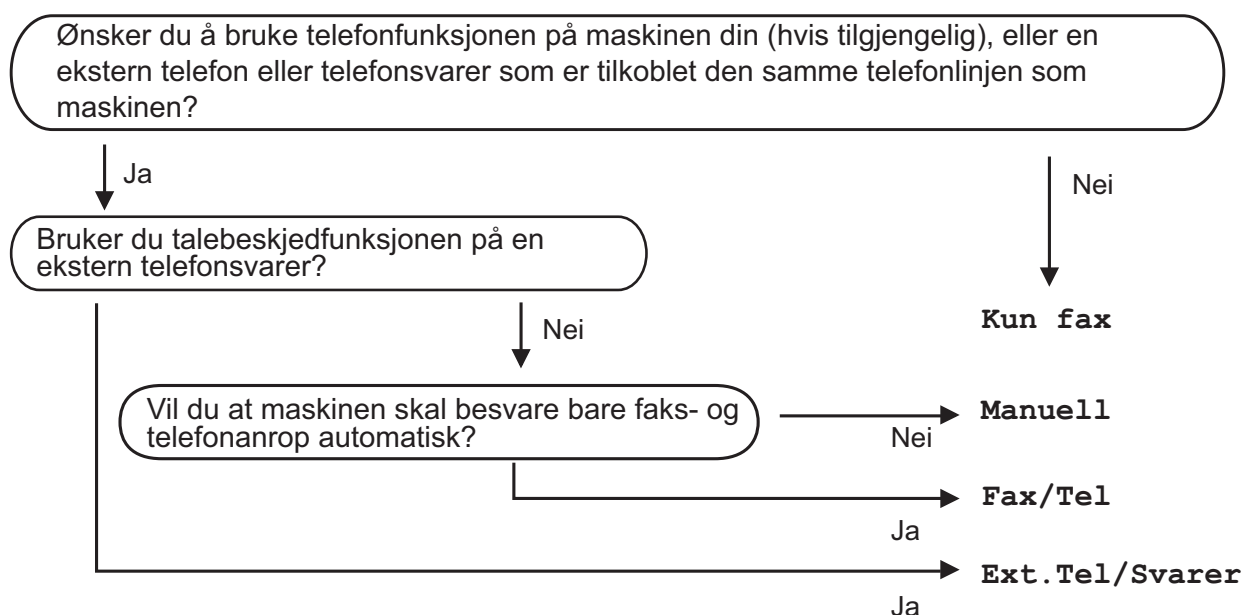 Ønsker du å bruke telefonfunksjonen på maskinen din (hvis tilgjengelig), eller en
ekstern telefon eller telefonsvarer som er tilkoblet den samme telefonlinjen som
maskinen?
Ja
Nei
Bruker du talebeskjedfunksjonen på en
ekstern telefonsvarer?
Nei
Kun fax
Vil du at maskinen skal besvare bare faks- og
telefonanrop automatisk?
Nei
Manuell
Ja
Fax/Tel
Ja
Ext.Tel/Svarer